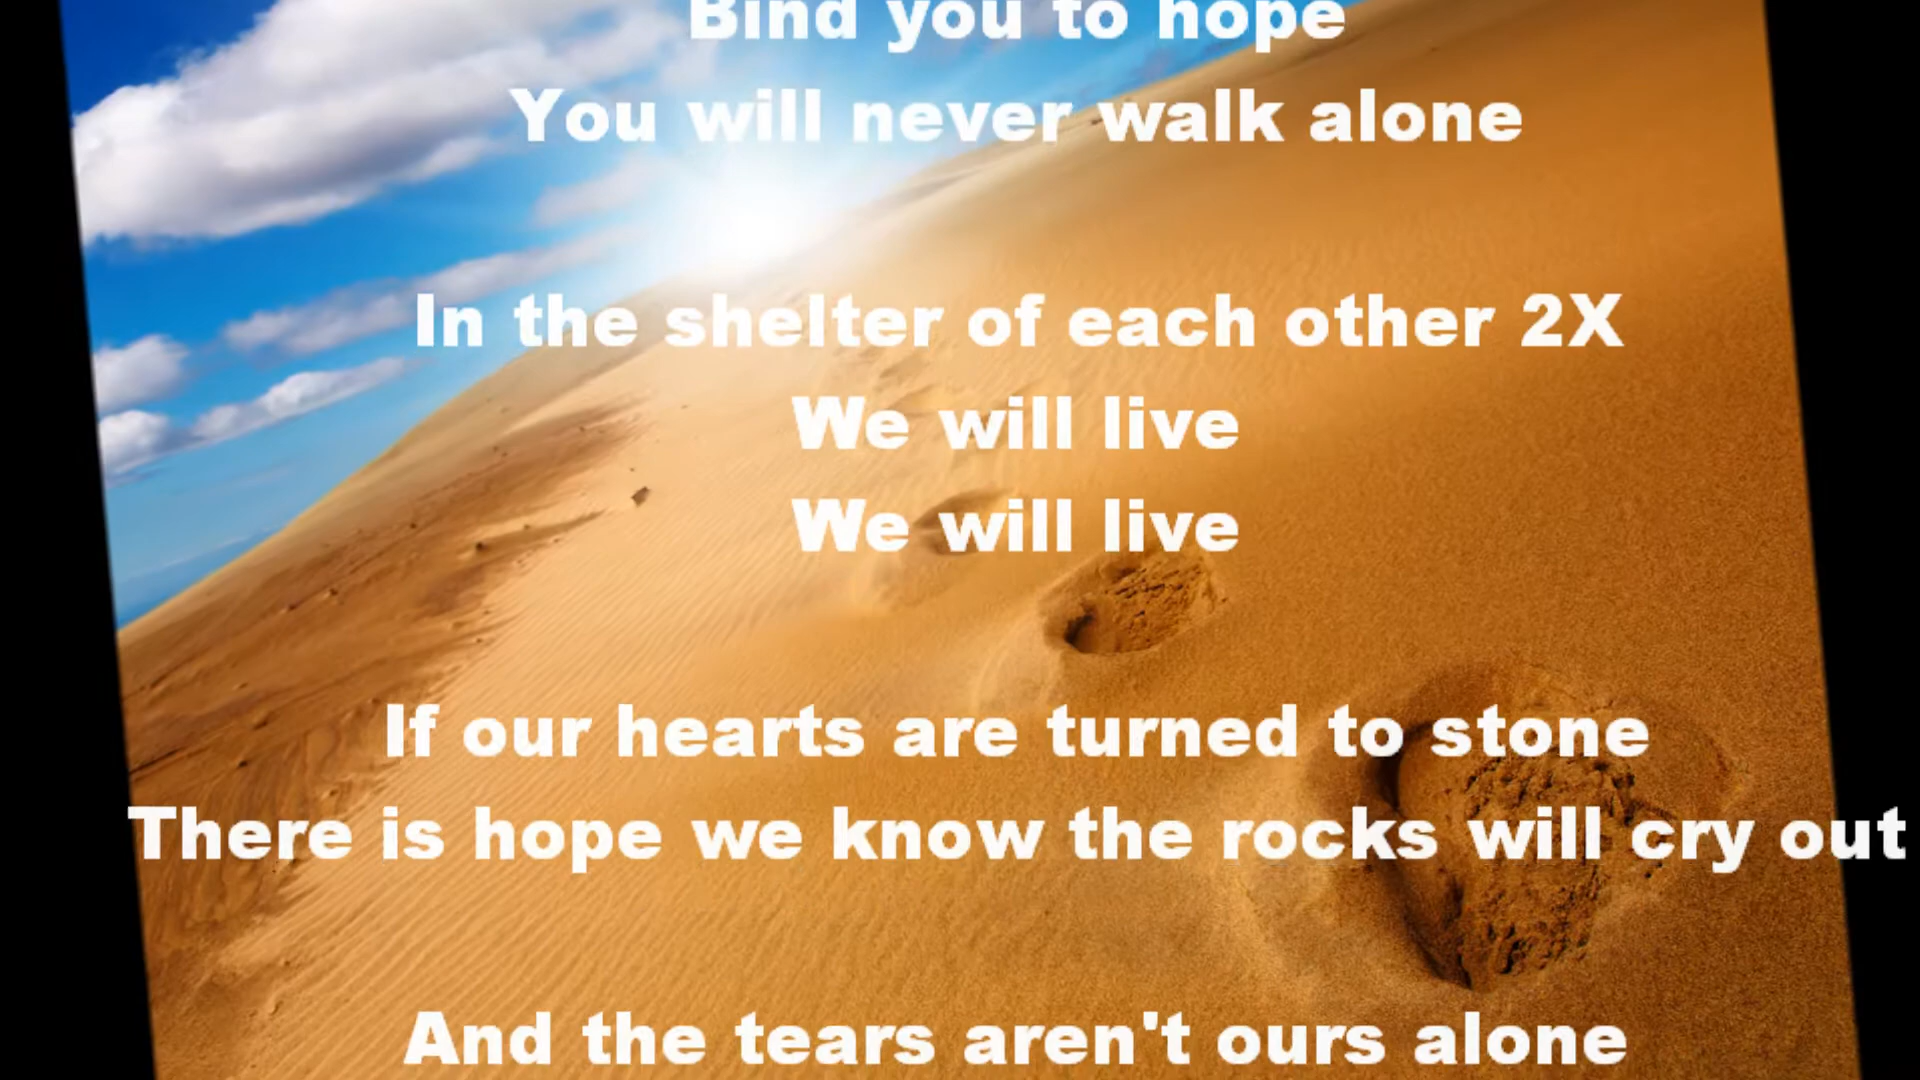 Bind you to hope
You will never walk alone
In the shelter of each other 2X
We will live
We will live
If our hearts are turned to stone
There is hope we know the rocks will cry out
And the tears aren't ours alone